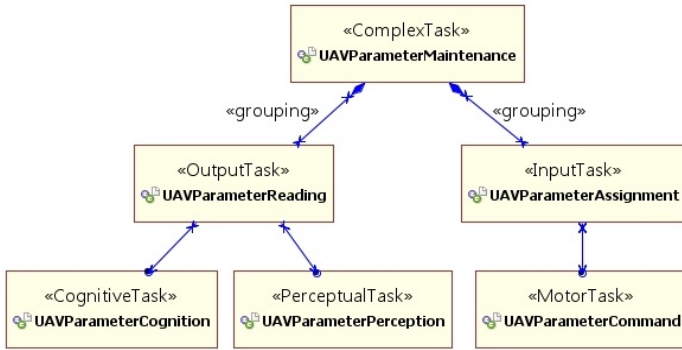 «ComplexTask»
UAVParameterMaintenance
«grouping»
«grouping»
«OutputTask»
UAVParameterReading
«InputTask»
UAVParameterAssignment
«CognitiveTask»
UAVParameterCognition
«PerceptualTask»
UAVParameterPerception
«MotorTask»
UAVParameterCommand